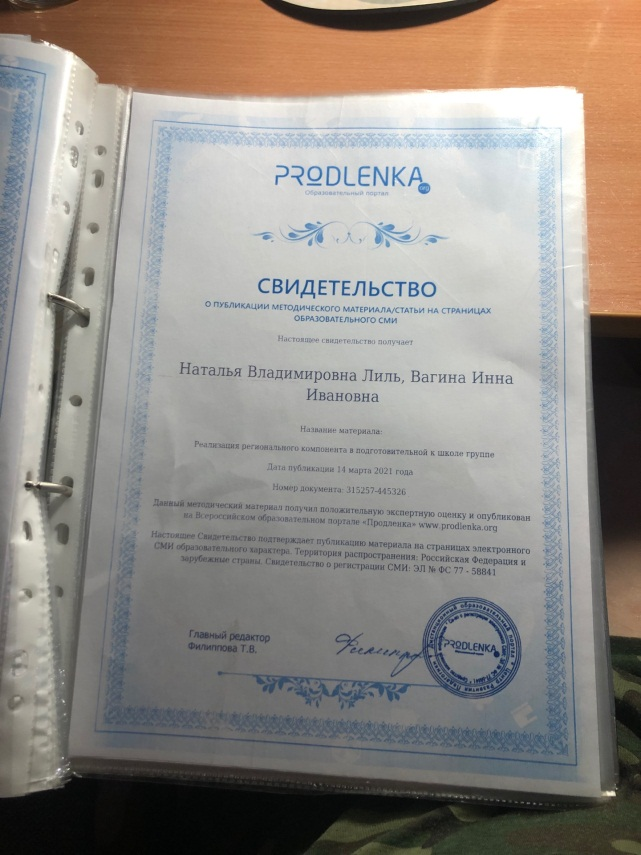 PRODLENKA.org
Образовательный портал
СВИДЕТЕЛЬСТВО
О ПУБЛИКАЦИИ МЕТОДИЧЕСКОГО МАТЕРИАЛА/СТАТЬИ НА СТРАНИЦАХ
ОБРАЗОВАТЕЛЬНОГО СМИ
Настоящее свидетельство получает
Наталья Владимировна Лиль, Вагина Инна
Ивановна
Название материала:
Реализация регионального компонента в подготовительной к школе группе
Дата публикации 14 марта 2021 года
Номер документа: 315257-445326
Данный методический материал получил положительную экспертную оценку и опубликован
на Всероссийском образовательном портале «Продленка» www.prodlenka.org
Настоящее Свидетельство подтверждает публикацию материала на страницах электронного
СМИ образовательного характера. Территория распространения: Российская Федерация и
зарубежные страны. Свидетельство о регистрации СМИ: ЭЛ № ФС 77 - 58841
Главный редактор
Филиппова Т.В.
PRODLENKA